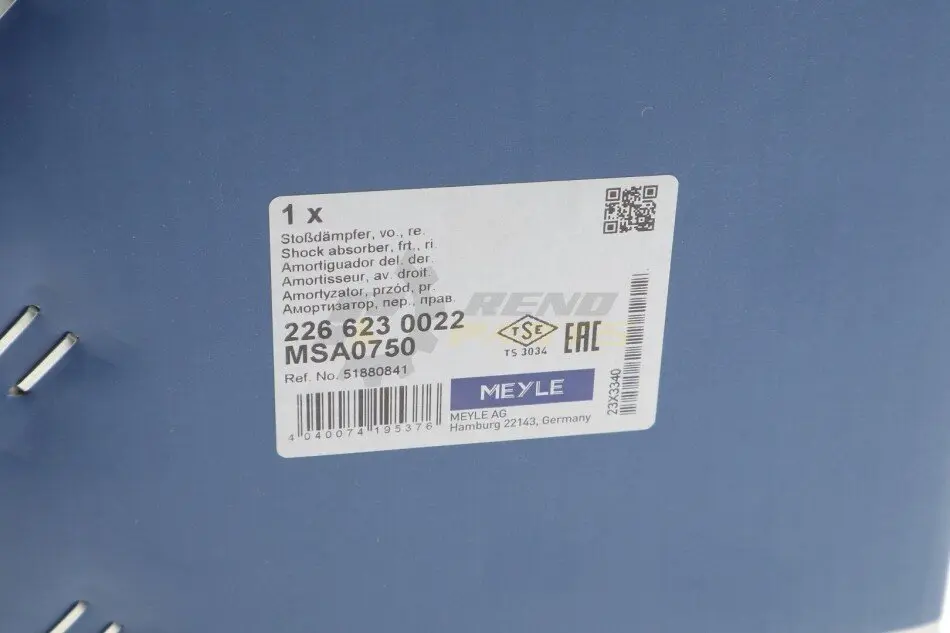 1 x
Stoßdämpfer, vo., re.
Shock absorber, frt., ri.
Amortiguador del. der.
Amortisseur, av. droit.
Amortyzator, przód, pr.
Амортизатор, пер., прав.
226 623 0022
MSA0750
Ref. No. 51880841
4 040074 195376
TSE
TS 3034
EAC
MEYLE
MEYLE AG
Hamburg 22143, Germany
23X3340
REND